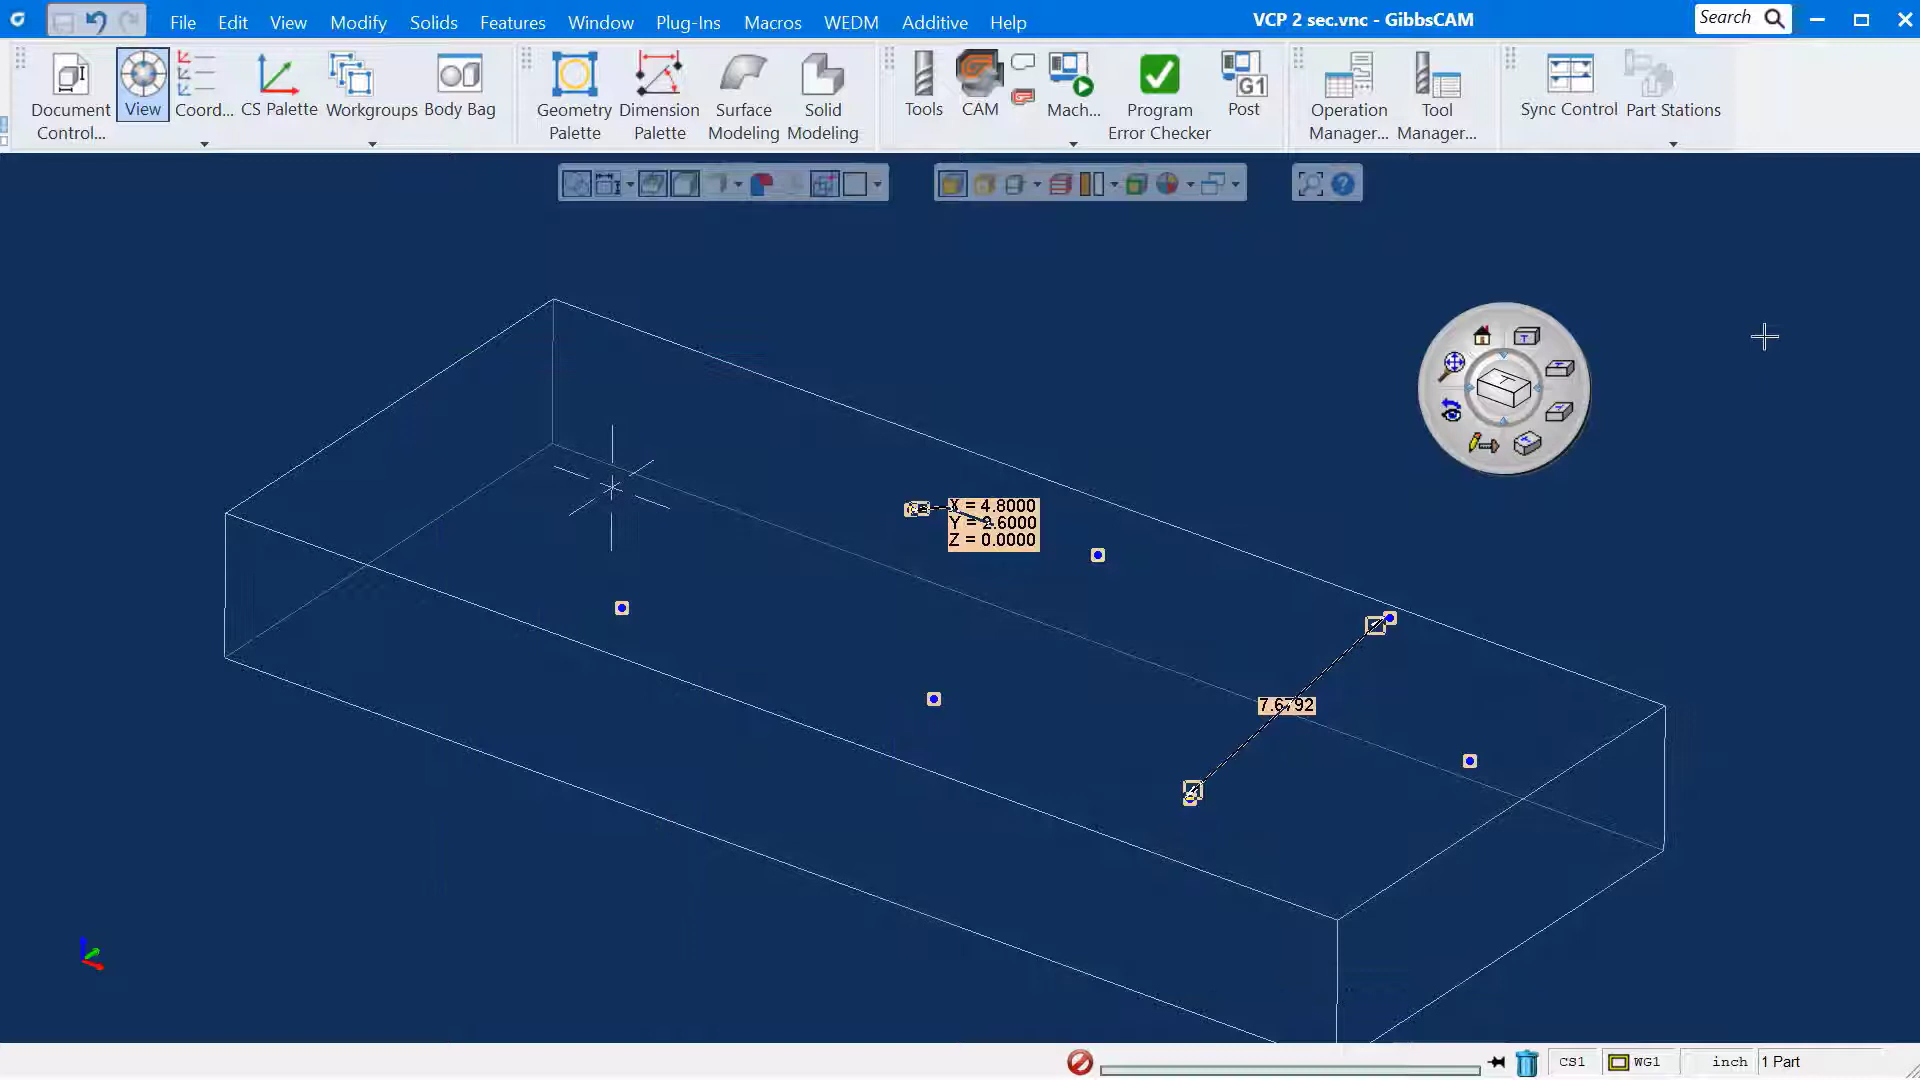 File Edit View Modify Solids Features Window Plug-Ins Macros WEDM Additive Help
VCP 2 sec.vnc - GibbsCAM
Search
Document Control...
View
Coord...
CS Palette
Workgroups
Body Bag
Geometry Palette
Dimension Palette
Surface Modeling
Solid Modeling
Tools
CAM
Mach...
Program Error Checker
G1
Post
Operation Manager...
Tool Manager...
Sync Control
Part Stations
X = 4.8000
Y = 2.6000
Z = 0.0000
7.6792
CS1
WG1
inch
1 Part